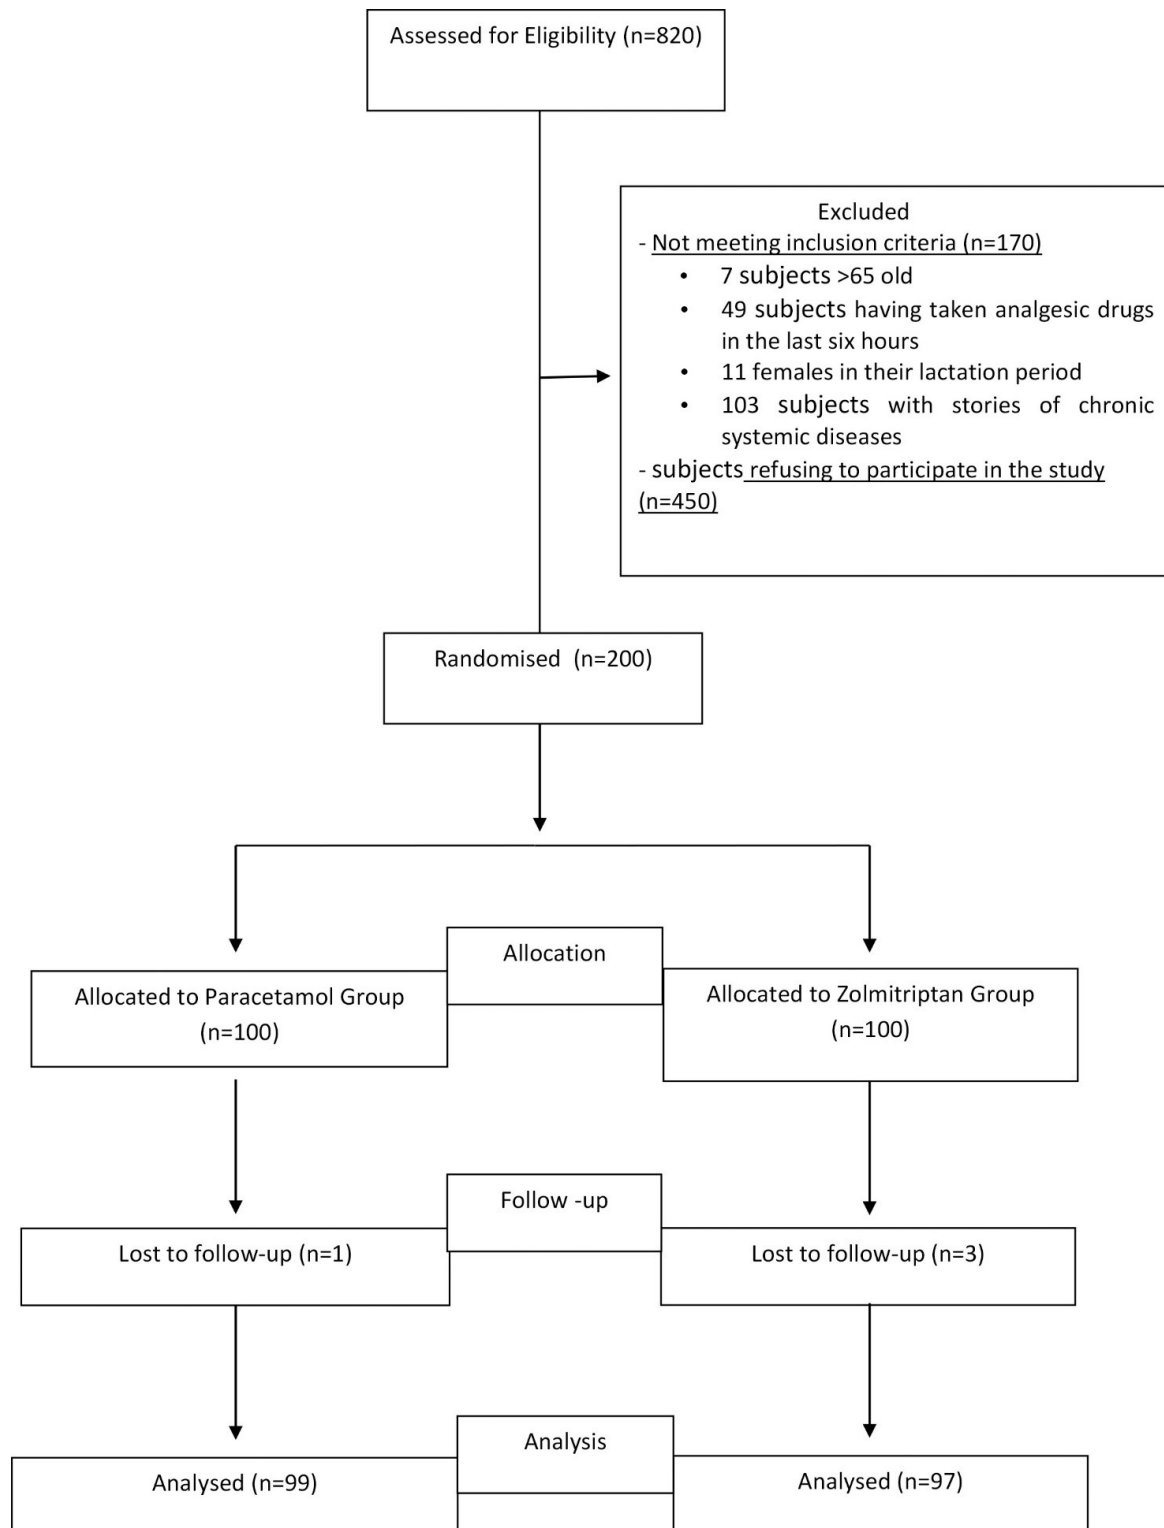 Assessed for Eligibility (n=820)
Excluded
- Not meeting inclusion criteria (n=170)
• 7 subjects >65 old
• 49 subjects having taken analgesic drugs
in the last six hours
• 11 females in their lactation period
• 103 subjects with stories of chronic
systemic diseases
- subjects refusing to participate in the study
(n=450)
Randomised (n=200)
Allocation
Allocated to Paracetamol Group
(n=100)
Allocated to Zolmitriptan Group
(n=100)
Follow -up
Lost to follow-up (n=1)
Lost to follow-up (n=3)
Analysis
Analysed (n=99)
Analysed (n=97)